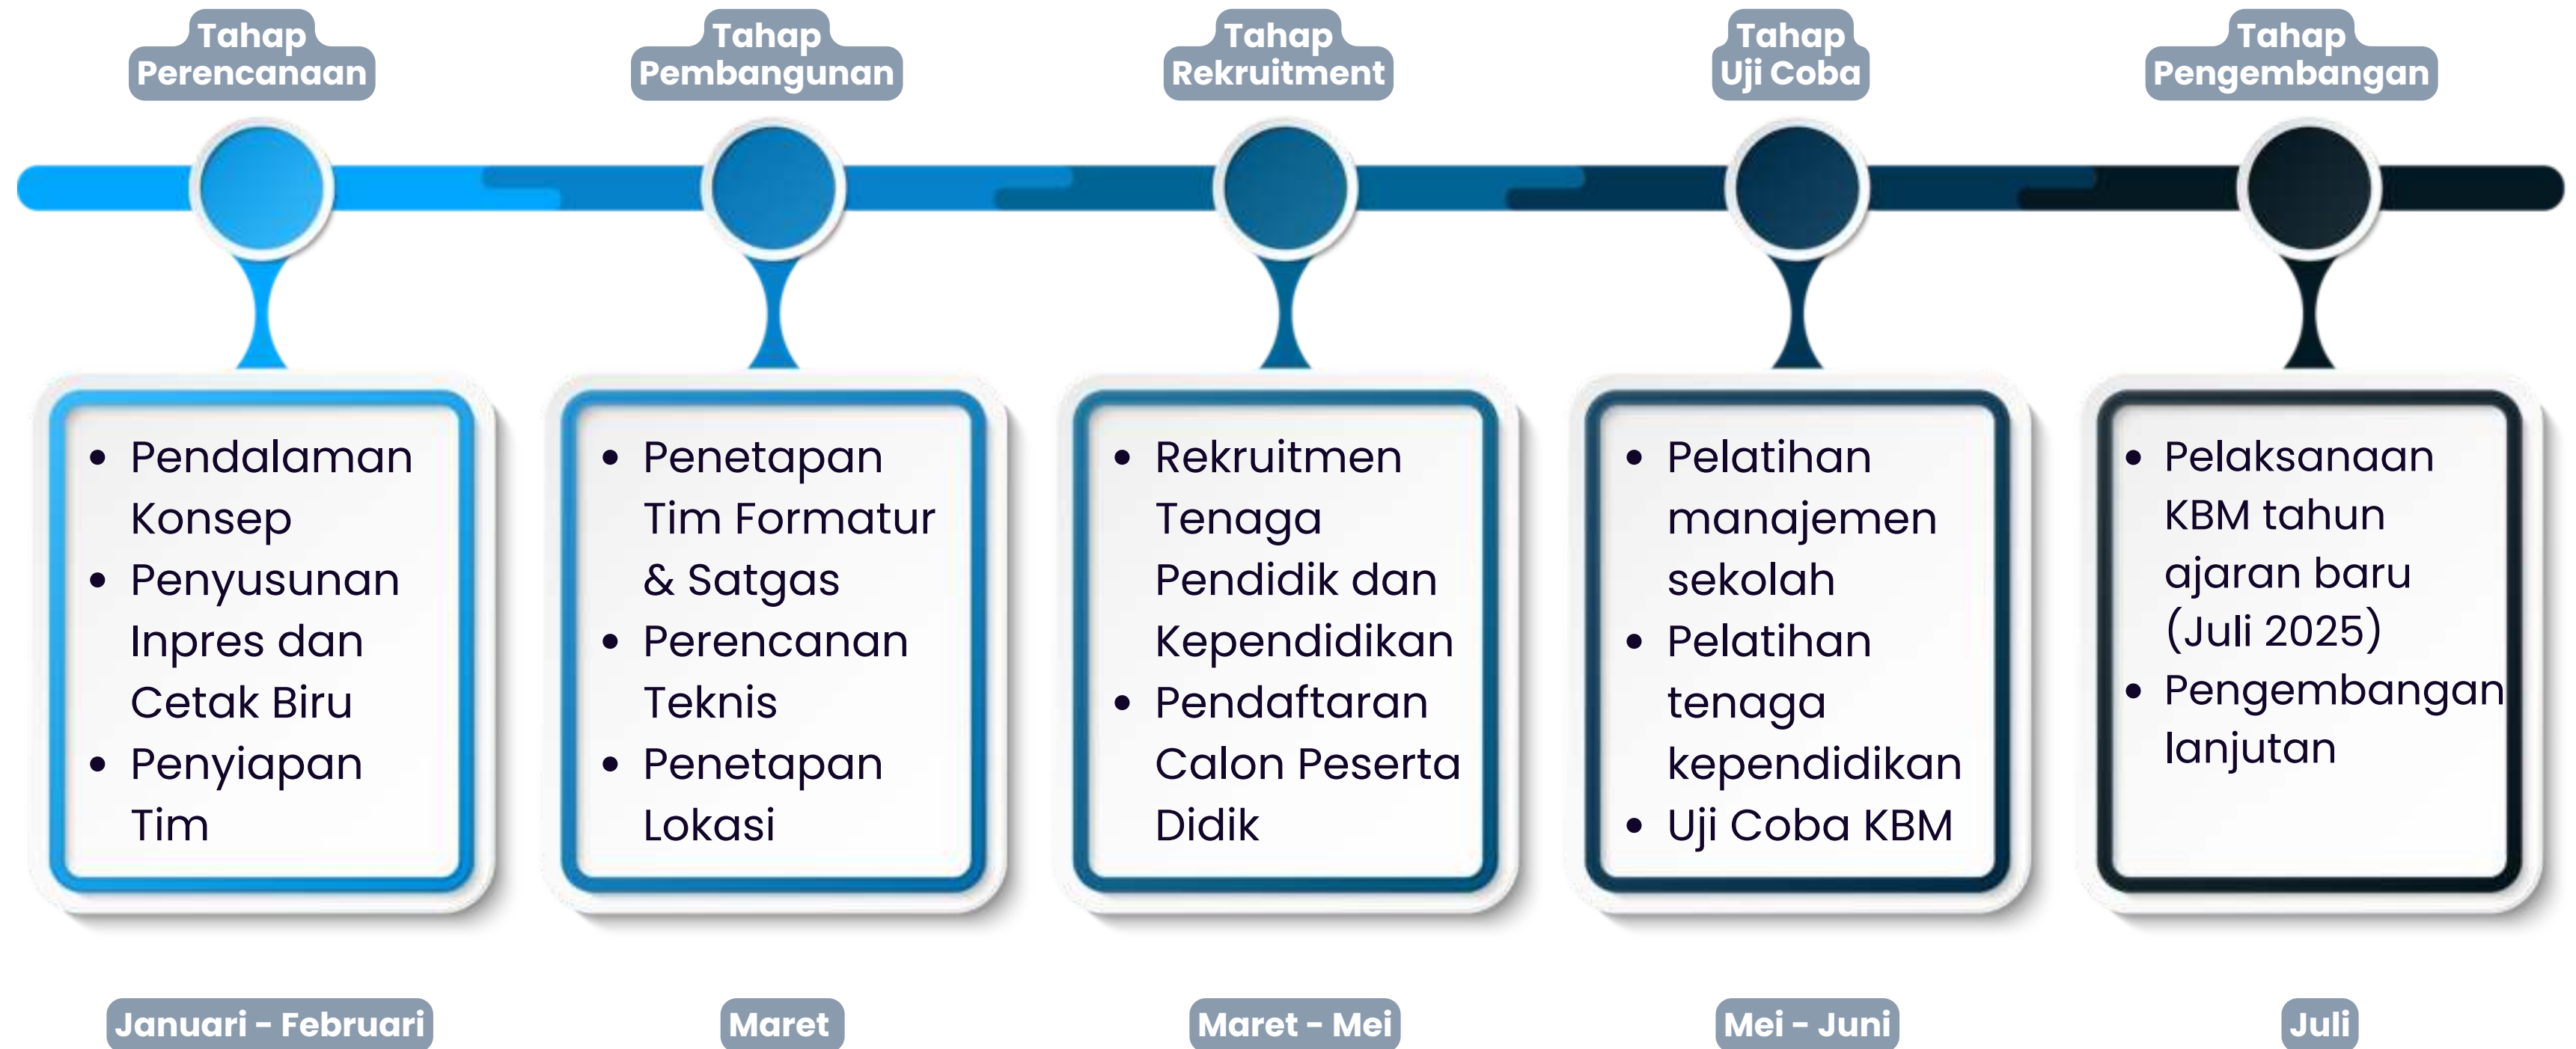 Tahap
Perencanaan
Tahap
Pembangunan
Tahap
Rekruitment
Tahap
Uji Coba
Tahap
Pengembangan
• Pendalaman
Konsep
• Penyusunan
Inpres dan
Cetak Biru
• Penyiapan
Tim
• Penetapan
Tim Formatur
& Satgas
• Perencanan
Teknis
• Penetapan
Lokasi
• Rekruitmen
Tenaga
Pendidik dan
Kependidikan
• Pendaftaran
Calon Peserta
Didik
• Pelatihan
manajemen
sekolah
• Pelatihan
tenaga
kependidikan
• Uji Coba KBM
• Pelaksanaan
KBM tahun
ajaran baru
(Juli 2025)
• Pengembangan
lanjutan
Januari - Februari
Maret
Maret - Mei
Mei - Juni
Juli